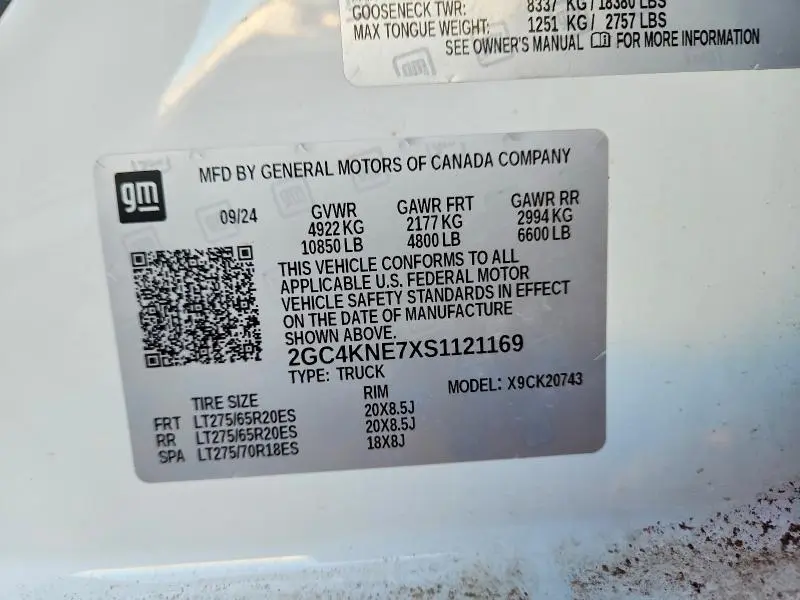 GOOSENECK TWR: 8337 KG / 18380 LBS
MAX TONGUE WEIGHT: 1251 KG / 2757 LBS
SEE OWNER'S MANUAL FOR MORE INFORMATION
gm
MFD BY GENERAL MOTORS OF CANADA COMPANY
09/24 GVWR GAWR FRT GAWR RR
4922 KG 2177 KG 2994 KG
10850 LB 4800 LB 6600 LB
THIS VEHICLE CONFORMS TO ALL
APPLICABLE U.S. FEDERAL MOTOR
VEHICLE SAFETY STANDARDS IN EFFECT
ON THE DATE OF MANUFACTURE
SHOWN ABOVE.
2GC4KNE7XS1121169
TYPE: TRUCK MODEL: X9CK20743
TIRE SIZE RIM
FRT LT275/65R20ES 20X8.5J
RR LT275/65R20ES 20X8.5J
SPA LT275/70R18ES 18X8J